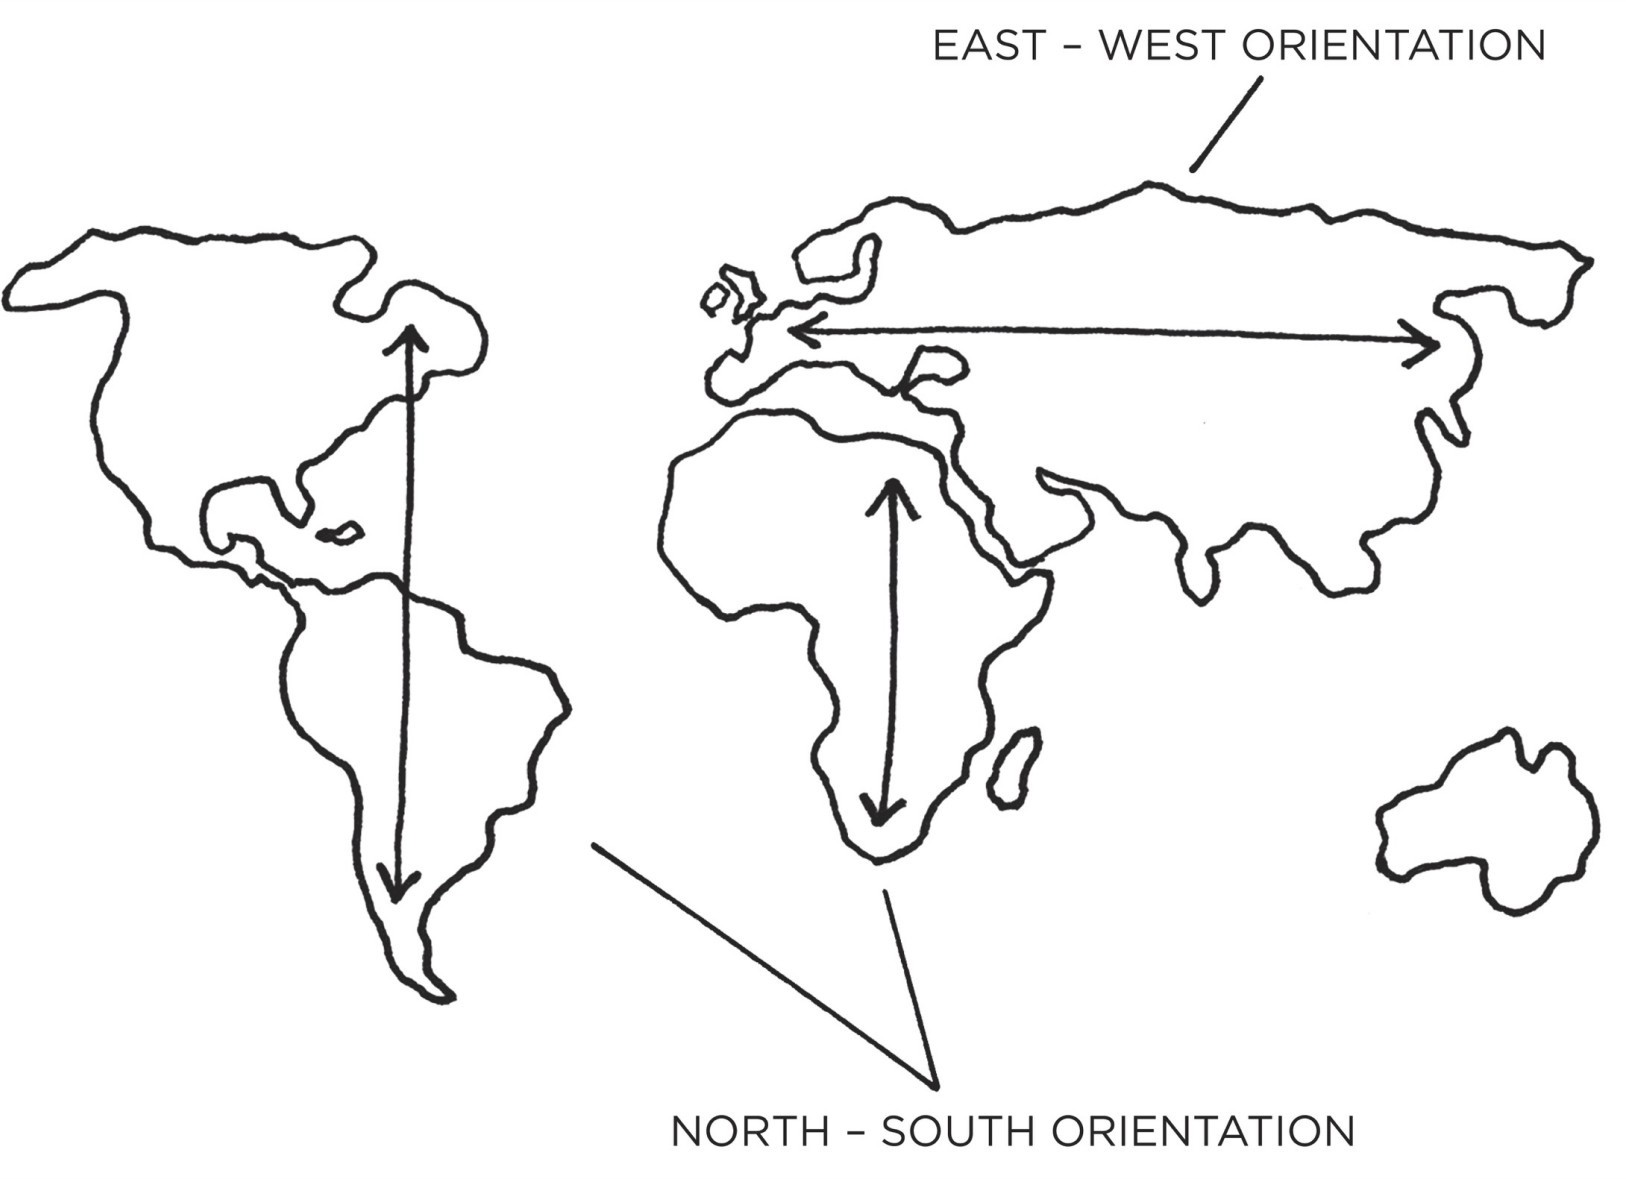 EAST – WEST ORIENTATION
NORTH – SOUTH ORIENTATION